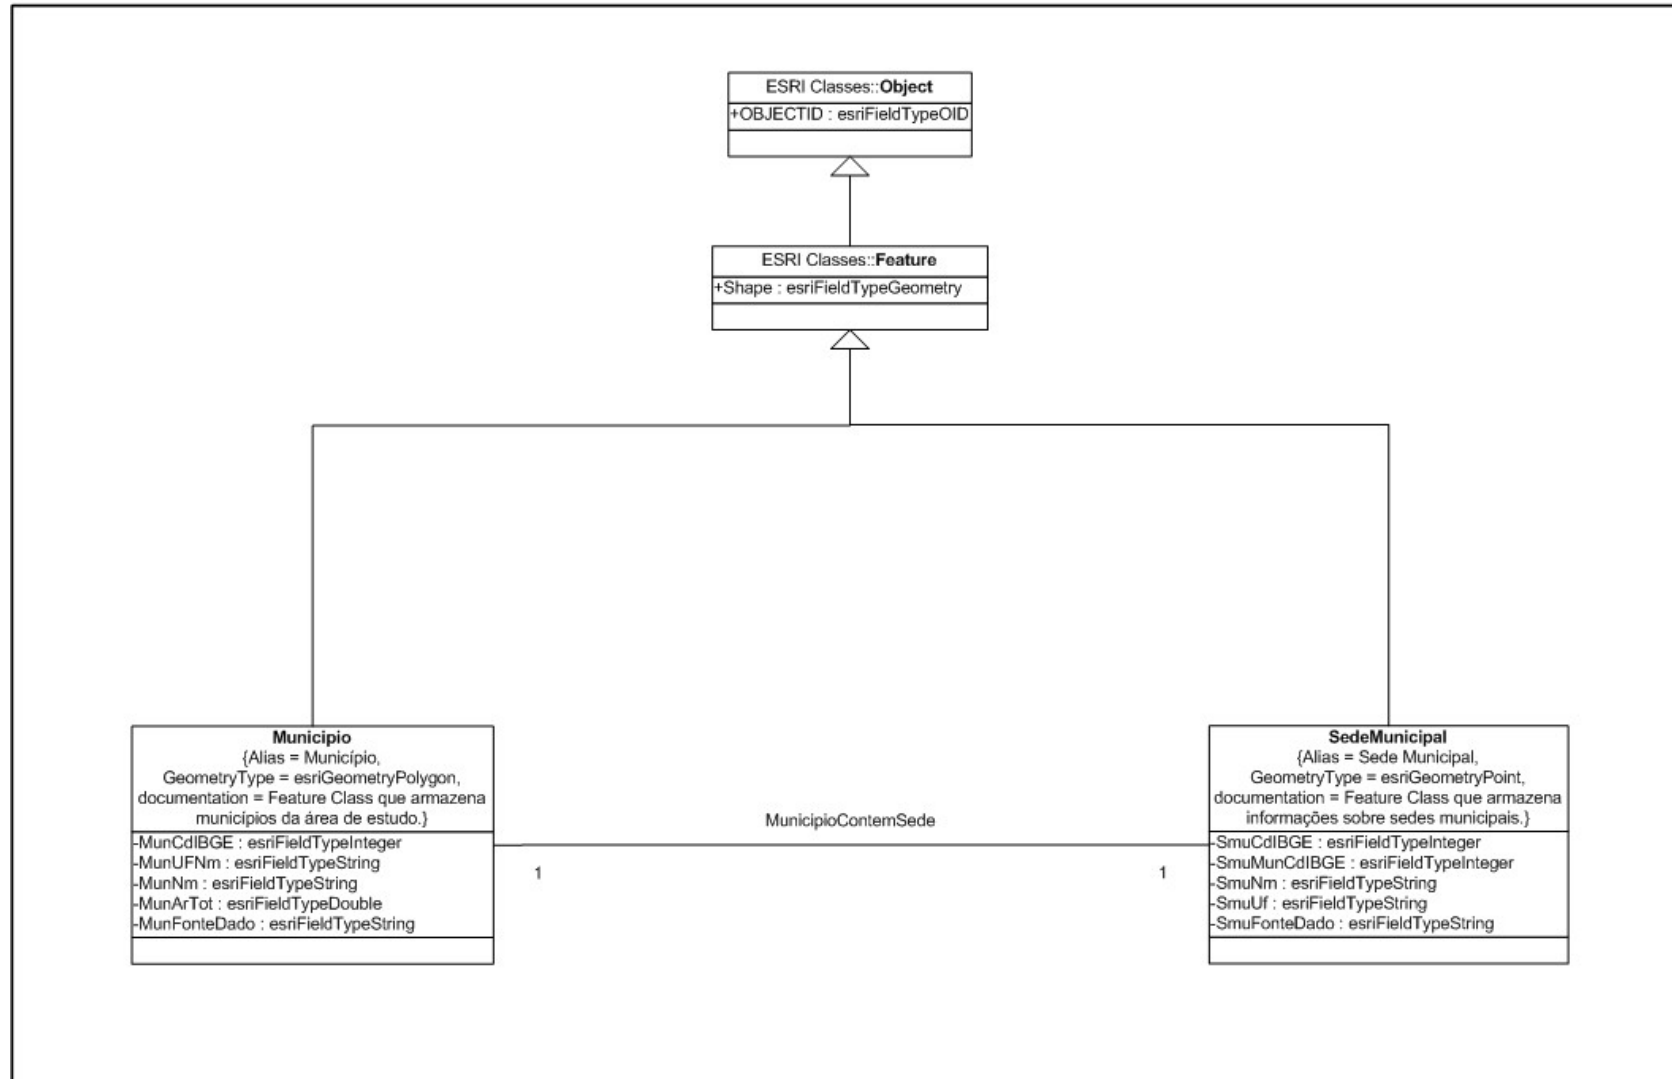 ESRI Classes::Object
+OBJECTID : esriFieldTypeOID
ESRI Classes::Feature
+Shape : esriFieldTypeGeometry
Municipio
{Alias = Município,
GeometryType = esriGeometryPolygon,
documentation = Feature Class que armazena
municípios da área de estudo.}
-MunCdIBGE : esriFieldTypeInteger
-MunUFNm : esriFieldTypeString
-MunNm : esriFieldTypeString
-MunArTot : esriFieldTypeDouble
-MunFonteDado : esriFieldTypeString
MunicipioContemSede
1
1
SedeMunicipal
{Alias = Sede Municipal,
GeometryType = esriGeometryPoint,
documentation = Feature Class que armazena
informações sobre sedes municipais.}
-SmuCdIBGE : esriFieldTypeInteger
-SmuMunCdIBGE : esriFieldTypeInteger
-SmuNm : esriFieldTypeString
-SmuUf : esriFieldTypeString
-SmuFonteDado : esriFieldTypeString